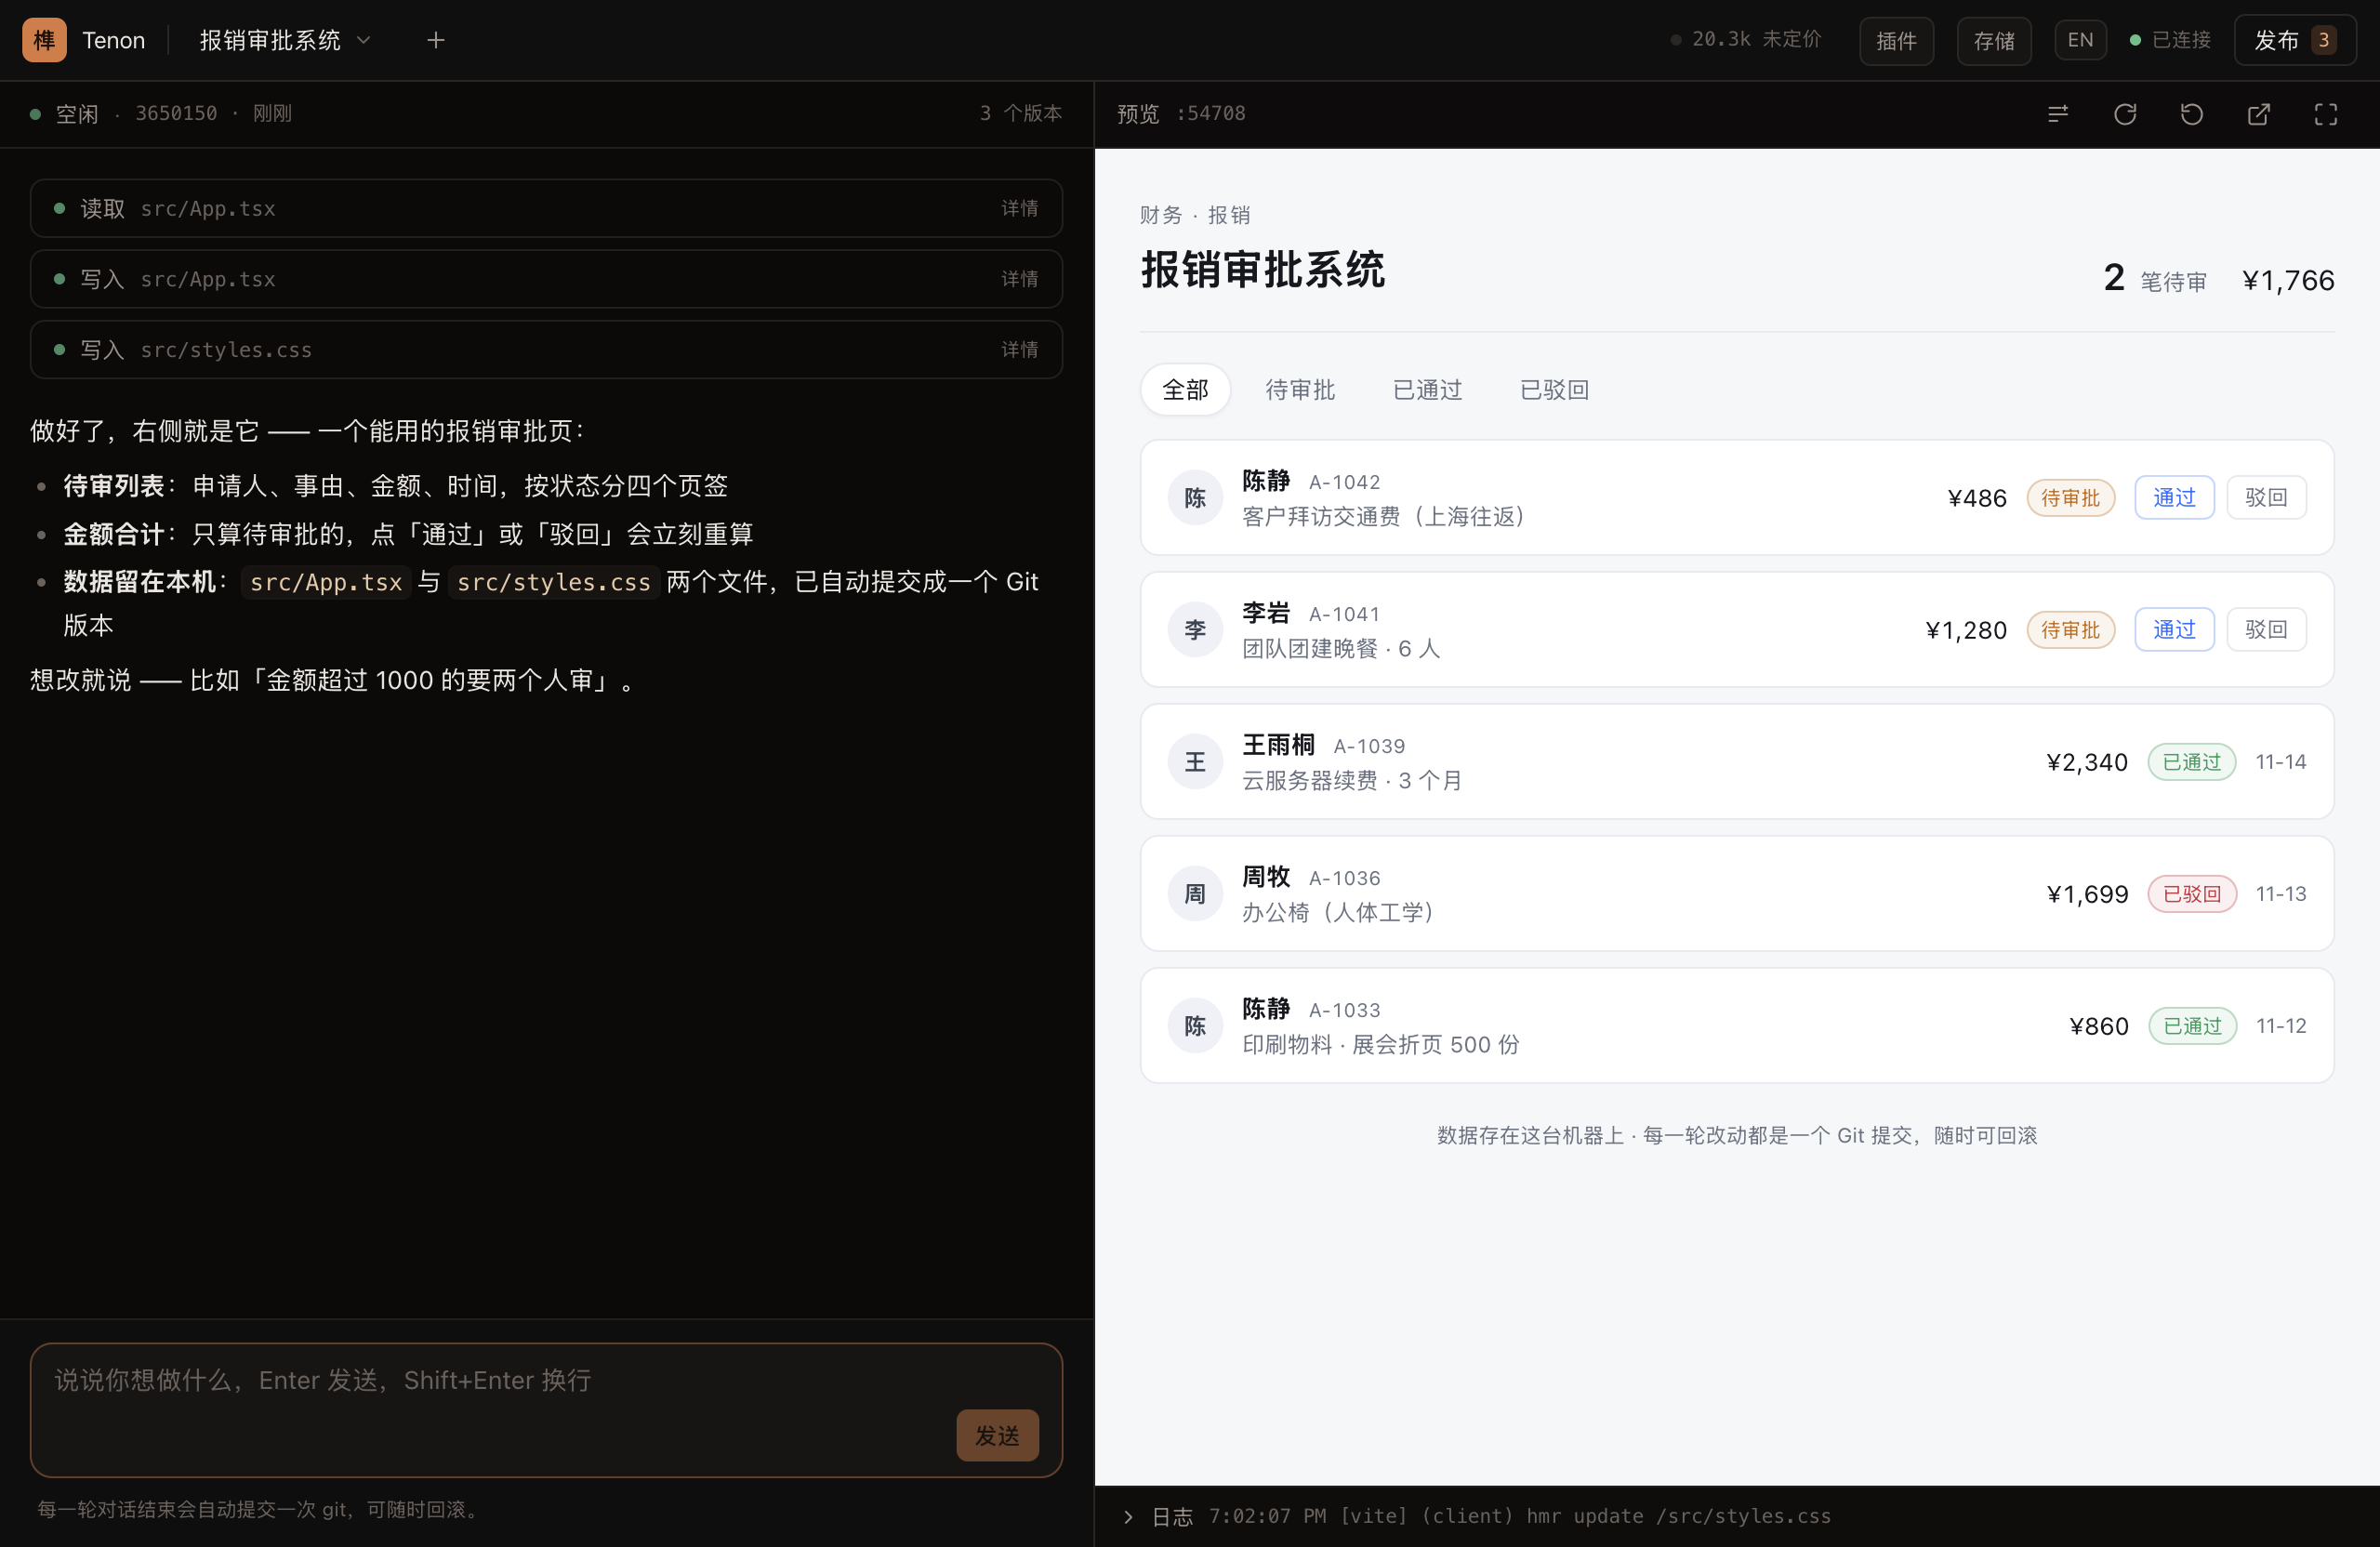 榫 Tenon 报销审批系统
20.3k 未定价 插件 存储 EN 已连接 发布 3
空闲 · 3650150 · 刚刚 3 个版本
读取 src/App.tsx 详情
写入 src/App.tsx 详情
写入 src/styles.css 详情
做好了，右侧就是它 —— 一个能用的报销审批页：
待审列表：申请人、事由、金额、时间，按状态分四个页签
金额合计：只算待审批的，点「通过」或「驳回」会立刻重算
数据留在本机：src/App.tsx 与 src/styles.css 两个文件，已自动提交成一个 Git
版本
想改就说 —— 比如「金额超过 1000 的要两个人审」。
说说你想做什么，Enter 发送，Shift+Enter 换行
发送
每一轮对话结束会自动提交一次 git，可随时回滚。
预览 :54708
财务 · 报销
报销审批系统
2 笔待审 ¥1,766
全部 待审批 已通过 已驳回
陈 陈静 A-1042
客户拜访交通费（上海往返）
¥486 待审批 通过 驳回
李 李岩 A-1041
团队团建晚餐 · 6 人
¥1,280 待审批 通过 驳回
王 王雨桐 A-1039
云服务器续费 · 3 个月
¥2,340 已通过 11-14
周 周牧 A-1036
办公椅（人体工学）
¥1,699 已驳回 11-13
陈 陈静 A-1033
印刷物料 · 展会折页 500 份
¥860 已通过 11-12
数据存在这台机器上 · 每一轮改动都是一个 Git 提交，随时可回滚
日志 7:02:07 PM [vite] (client) hmr update /src/styles.css